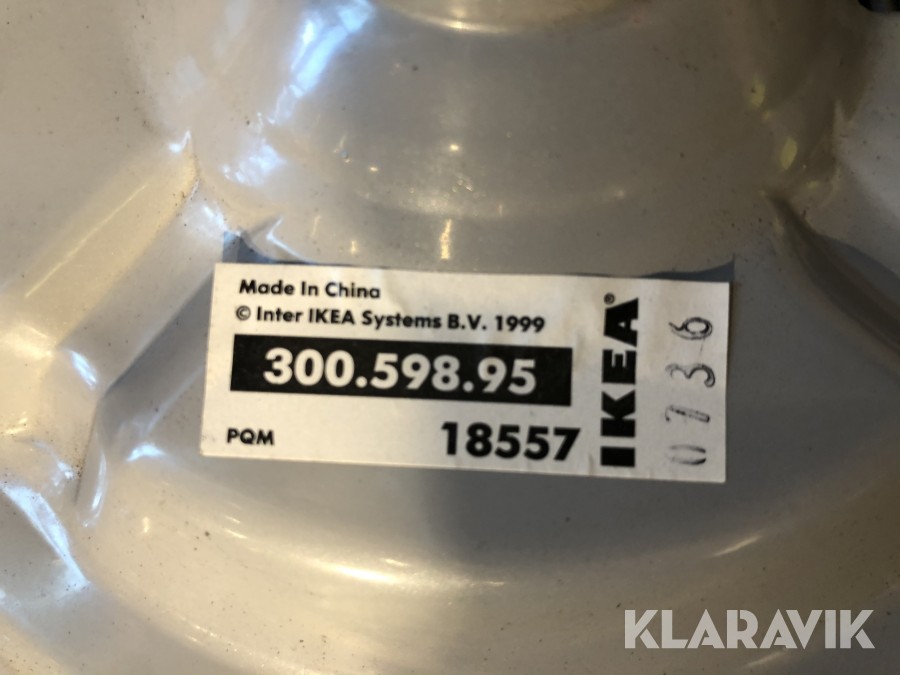 Made In China
© Inter IKEA Systems B.V. 1999
300.598.95
PQM
18557
IKEA®
0736
KLARAVIK